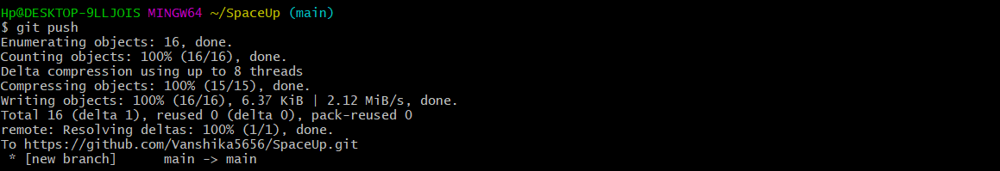 Hp@DESKTOP-9LLJOIS MINGW64 ~/SpaceUp (main)
$ git push
Enumerating objects: 16, done.
Counting objects: 100% (16/16), done.
Delta compression using up to 8 threads
Compressing objects: 100% (15/15), done.
Writing objects: 100% (16/16), 6.37 KiB | 2.12 MiB/s, done.
Total 16 (delta 1), reused 0 (delta 0), pack-reused 0
remote: Resolving deltas: 100% (1/1), done.
To https://github.com/Vanshika5656/SpaceUp.git
 * [new branch]      main -> main